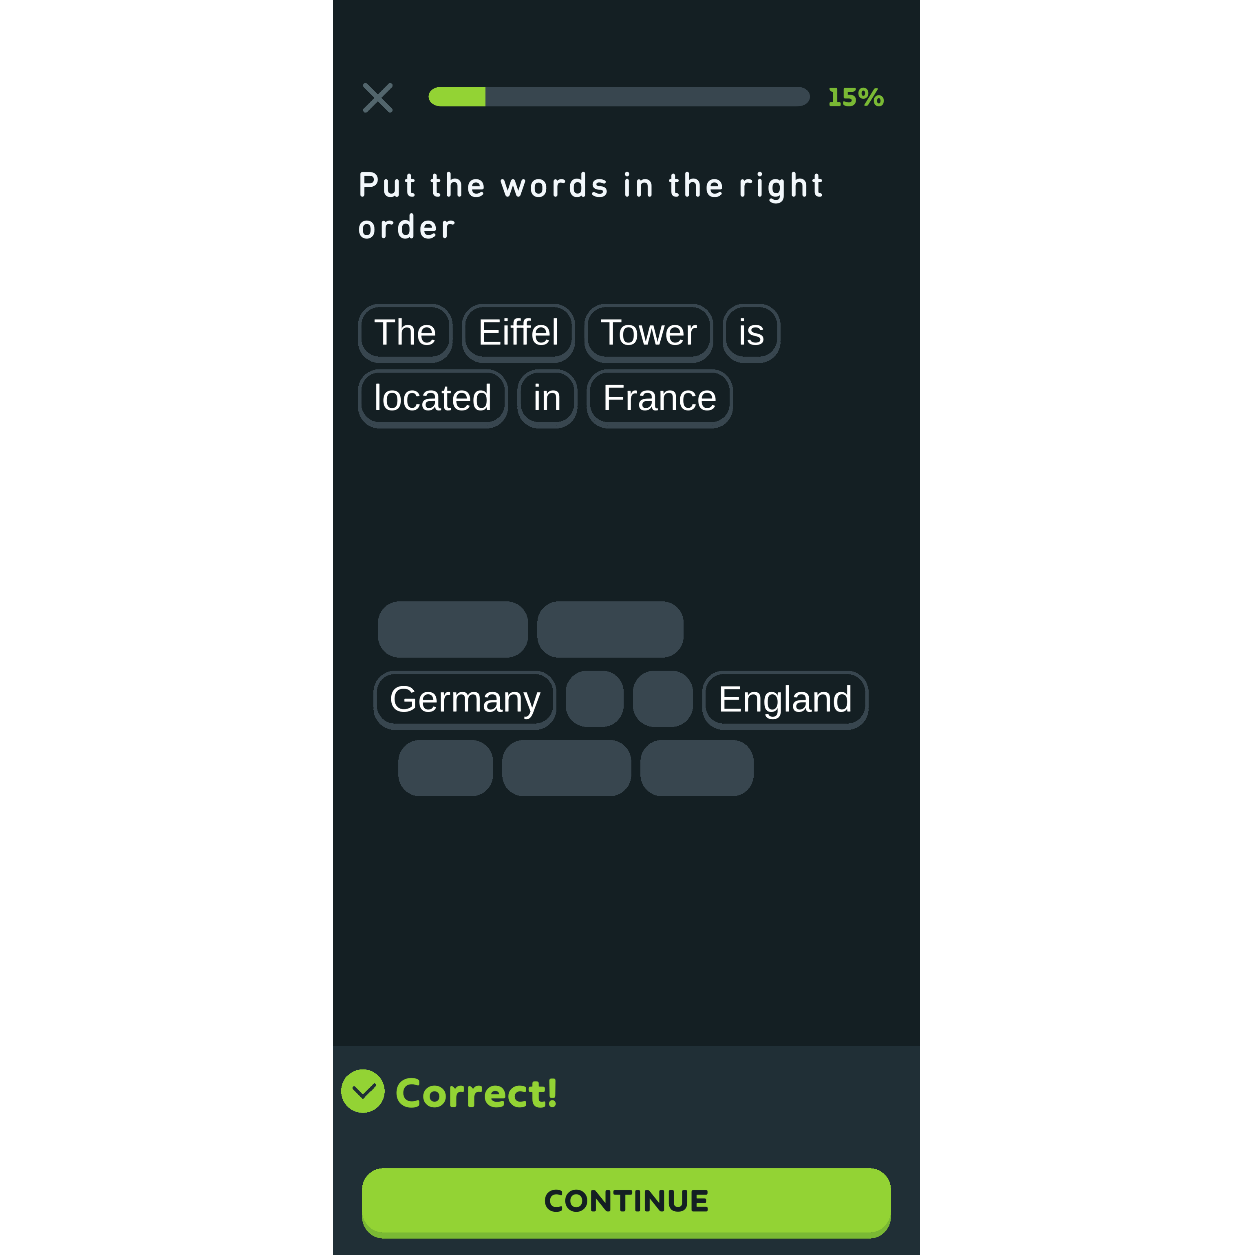 15%
Put the words in the right
order
The Eiffel Tower is
located in France
Germany England
Correct!
CONTINUE